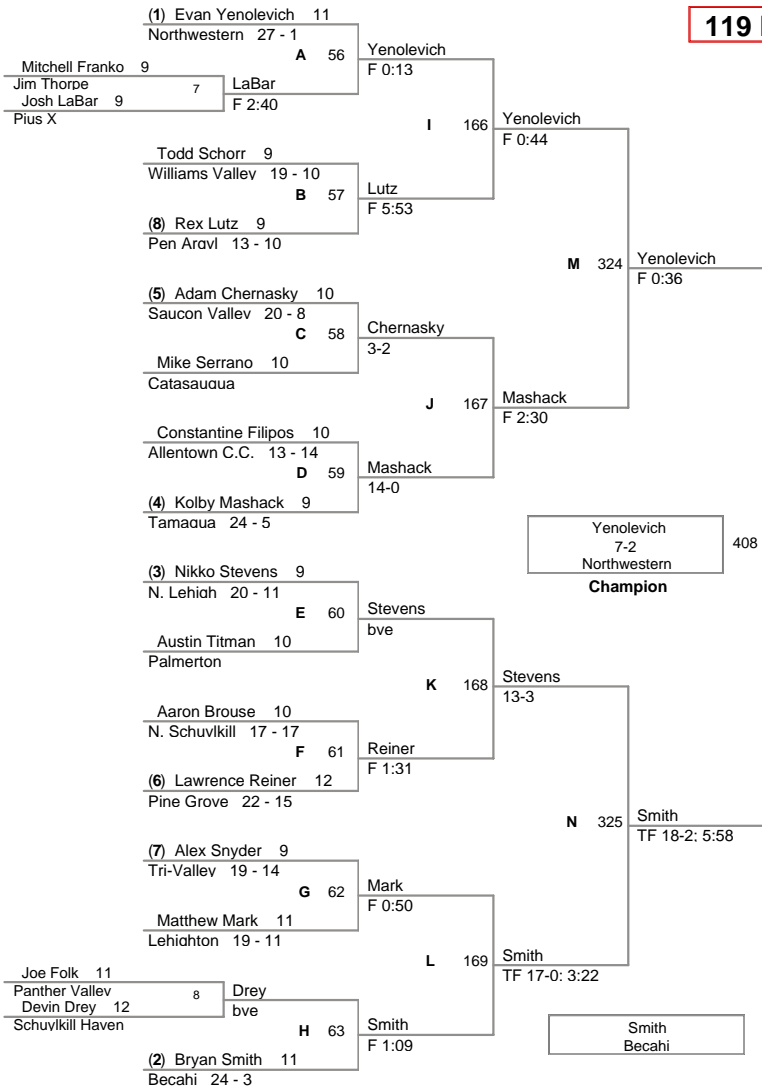 (1) Evan Yenolevich 11
119
Northwestern 27 - 1
A 56
Yenolevich
F 0:13
Mitchell Franko 9
Jim Thorpe
7
LaBar
F 2:40
Josh LaBar 9
Pius X
I 166
Yenolevich
F 0:44
Todd Schorr 9
Williams Valley 19 - 10
B 57
Lutz
F 5:53
(8) Rex Lutz 9
Pen Argyl 13 - 10
M 324
Yenolevich
F 0:36
(5) Adam Chernasky 10
Saucon Valley 20 - 8
C 58
Chernasky
3-2
Mike Serrano 10
Catasauqua
J 167
Mashack
F 2:30
Constantine Filipos 10
Allentown C.C. 13 - 14
D 59
Mashack
14-0
(4) Kolby Mashack 9
Tamaqua 24 - 5
Yenolevich
7-2
Northwestern
408
Champion
(3) Nikko Stevens 9
N. Lehigh 20 - 11
E 60
Stevens
bye
Austin Titman 10
Palmerton
K 168
Stevens
13-3
Aaron Brouse 10
N. Schuylkill 17 - 17
F 61
Reiner
F 1:31
(6) Lawrence Reiner 12
Pine Grove 22 - 15
N 325
Smith
TF 18-2; 5:58
(7) Alex Snyder 9
Tri-Valley 19 - 14
G 62
Mark
F 0:50
Matthew Mark 11
Lehighton 19 - 11
L 169
Smith
TF 17-0; 3:22
Joe Folk 11
Panther Valley
8
Drey
bye
Devin Drey 12
Schuylkill Haven
H 63
Smith
F 1:09
(2) Bryan Smith 11
Becahi 24 - 3
Smith
Becahi